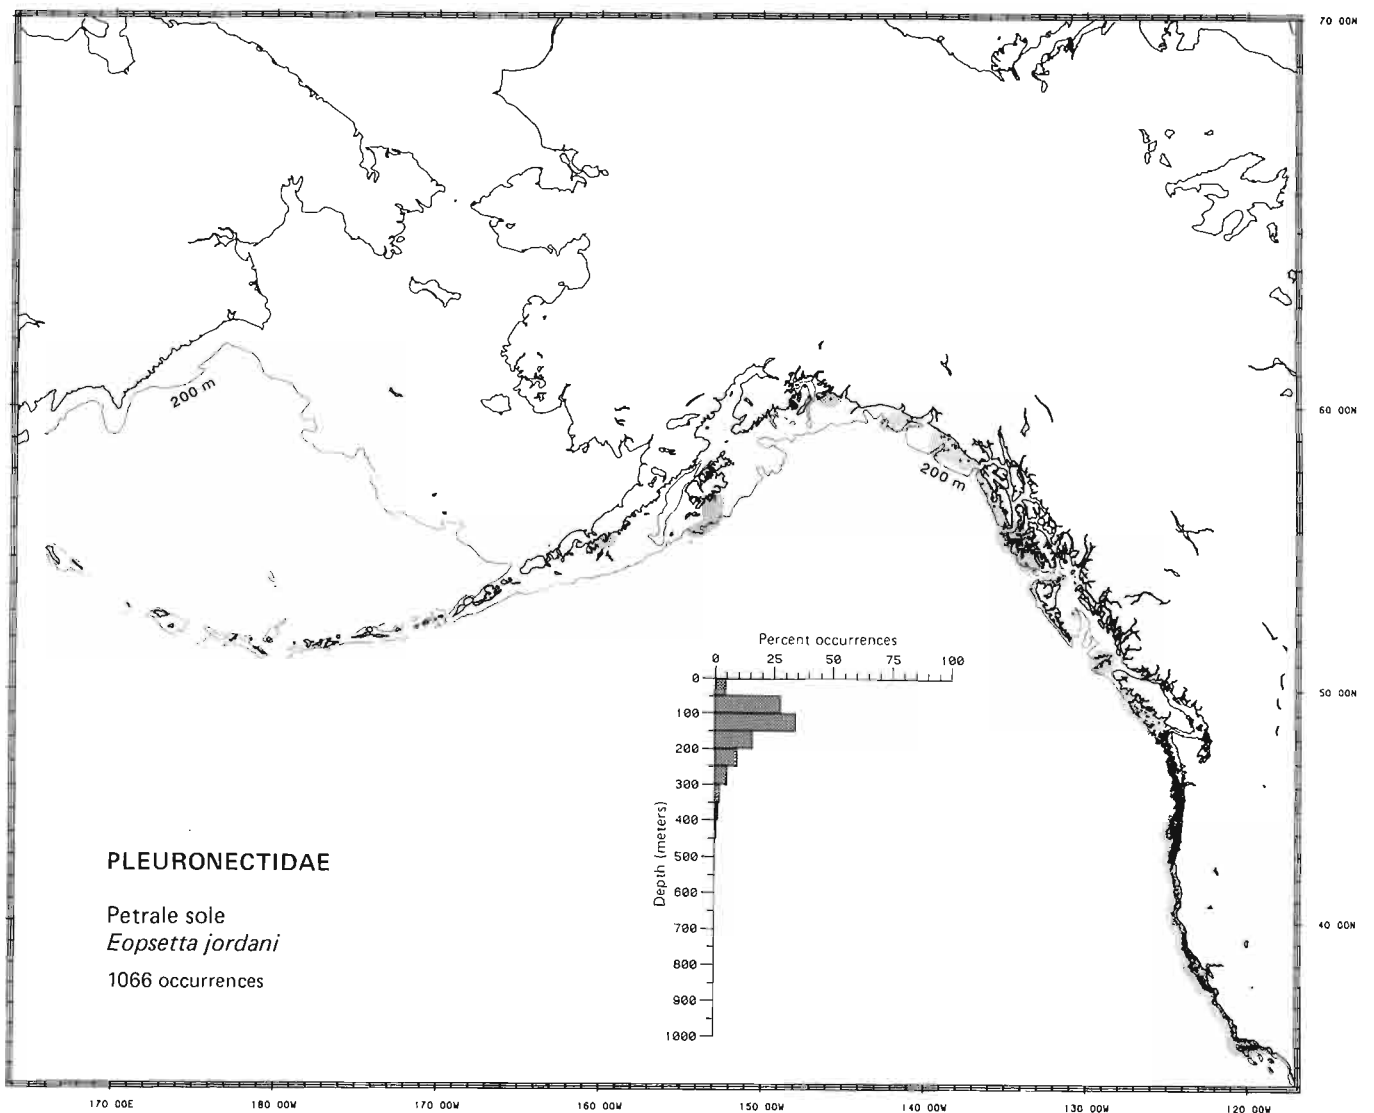 70 00N
200 m
60 00N
200 m
Percent occurrences
0 25 50 75 100
0
50 00N
100
200
300
400
Depth (meters)
500
600
700
800
900
1000
PLEURONECTIDAE
40 00N
Petrale sole
Eopsetta jordani
1066 occurrences
170 00E 180 00W 170 00W 160 00W 150 00W 140 00W 130 00W 120 00W